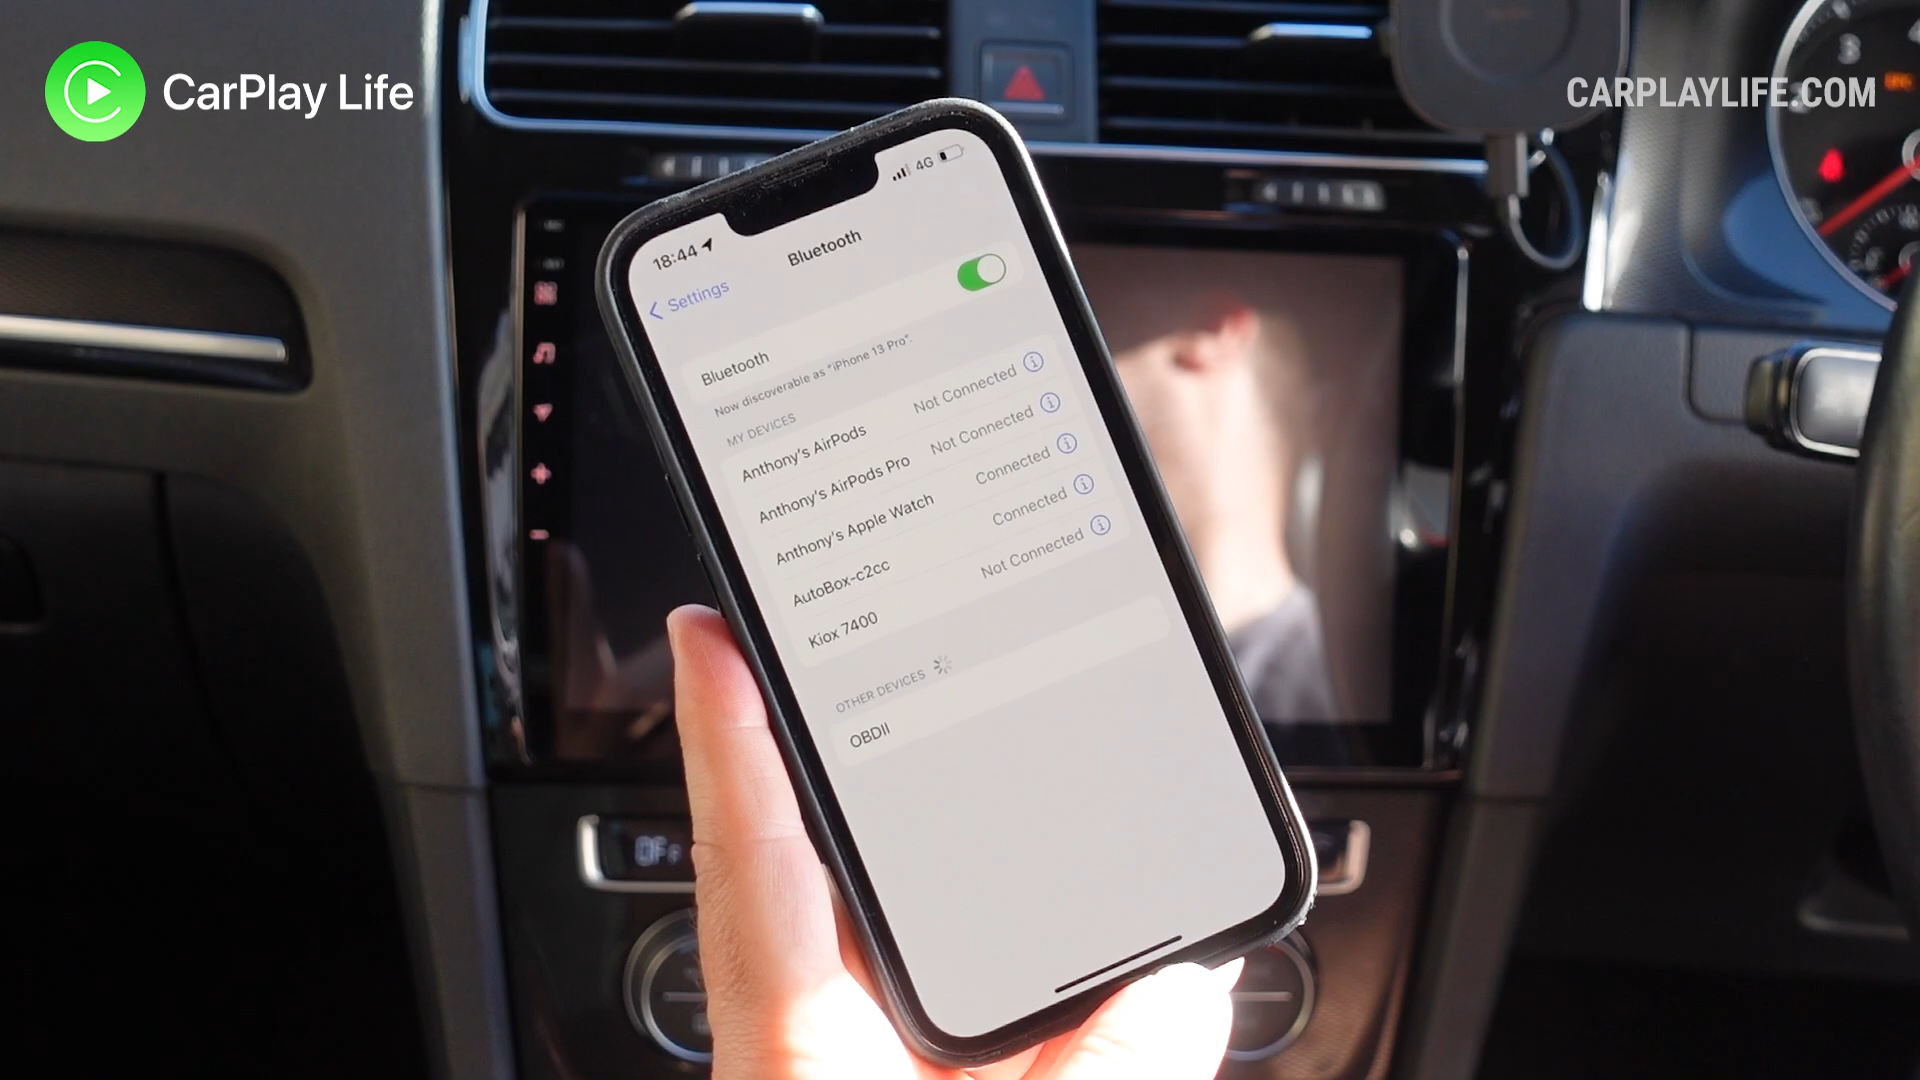 CarPlay Life
CARPLAYLIFE.COM
18:44
4G
Settings
Bluetooth
Bluetooth
Now discoverable as “iPhone 13 Pro”.
MY DEVICES
Anthony's AirPods Not Connected
Anthony's AirPods Pro Not Connected
Anthony's Apple Watch Connected
AutoBox-c2cc Connected
Kiox 7400 Not Connected
OTHER DEVICES
OBDII
OFF
3